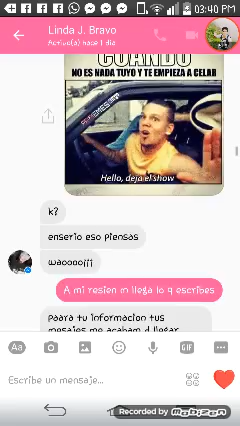 03:40 PM
Linda J. Bravo
Activo(a) hace 1 día
CUANDO
NO ES NADA TUYO Y TE EMPIEZA A CELAR
Hello, deja el show
k?
enserio eso piensas
waoooo¡¡¡
A mi resien m llega lo q escribes
paara tu informacion tus
mesajes me acaban d llegar
Aa
GIF
Escribe un mensaje...
Recorded by Mobizen